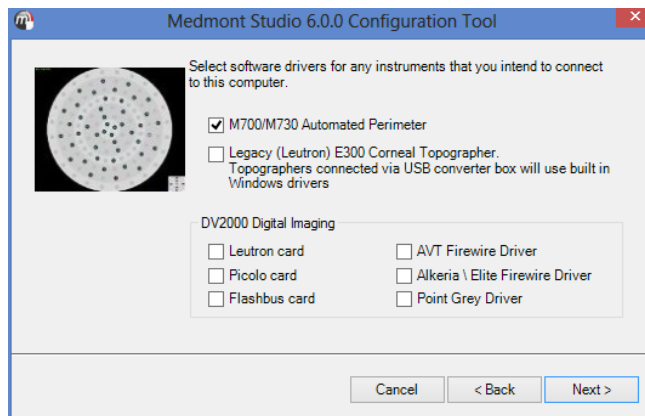 Medmont Studio 6.0.0 Configuration Tool
Select software drivers for any instruments that you intend to connect
to this computer.
M700/M730 Automated Perimeter
Legacy (Leutron) E300 Corneal Topographer.
Topographers connected via USB converter box will use built in
Windows drivers
DV2000 Digital Imaging
Leutron card
AVT Firewire Driver
Picolo card
Alkeria \ Elite Firewire Driver
Flashbus card
Point Grey Driver
Cancel
< Back
Next >